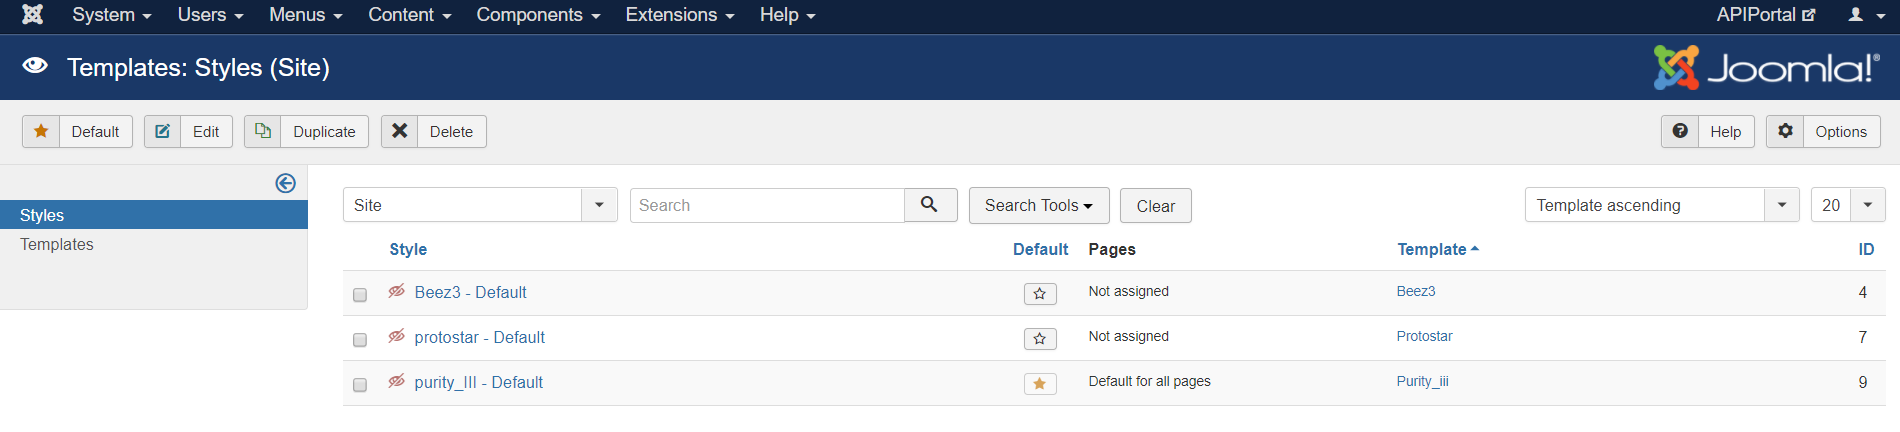 System Users Menus Content Components Extensions Help APIPortal
Templates: Styles (Site) Joomla!®
Default Edit Duplicate Delete Help Options
Styles
Templates
Site Search Search Tools Clear Template ascending 20
Style Default Pages Template ID
Beez3 - Default Not assigned Beez3 4
protostar - Default Not assigned Protostar 7
purity_III - Default Default for all pages Purity_iii 9